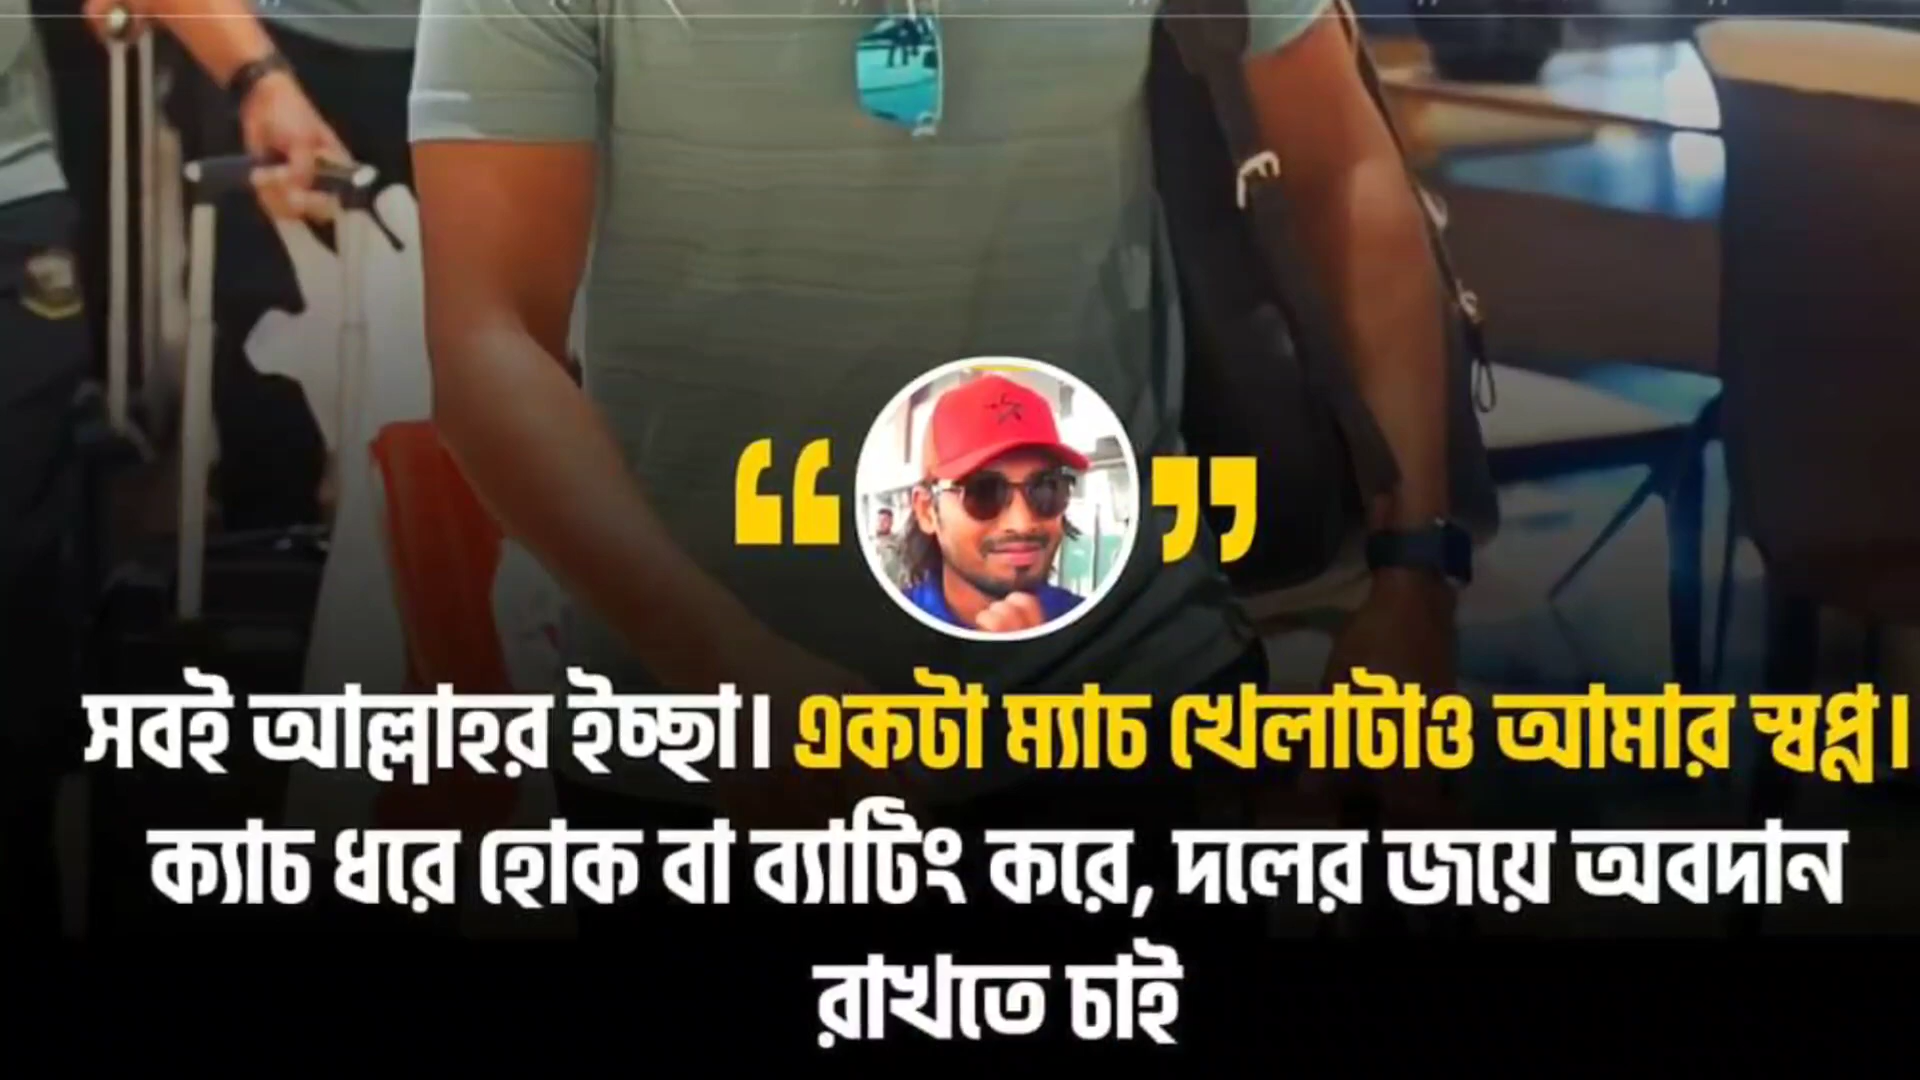 সবই আল্লাহর ইচ্ছা। একটা ম্যাচ খেলাটাও আমার স্বপ্ন।
ক্যাচ ধরে হোক বা ব্যাটিং করে, দলের জয়ে অবদান
রাখতে চাই